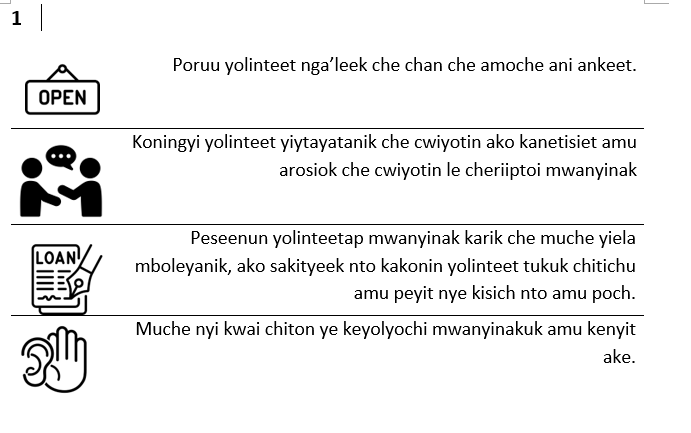 1
Poruu yolinteet nga’leek che chan che amoche ani ankeet.
OPEN
Koningyi yolinteet yiytayatanik che cwiyotin ako kanetisiet amu
arosiok che cwiyotin le cheriiptoi mwanyinak
Peseenun yolinteetap mwanyinak karik che muche yiela
LOAN
mboleyanik, ako sakityeek nto kakonin yolinteet tukuk chitichu
amu peyit nye kisich nto amu poch.
Muche nyi kwai chiton ye keyolyochi mwanyinakuk amu kenyit
ake.